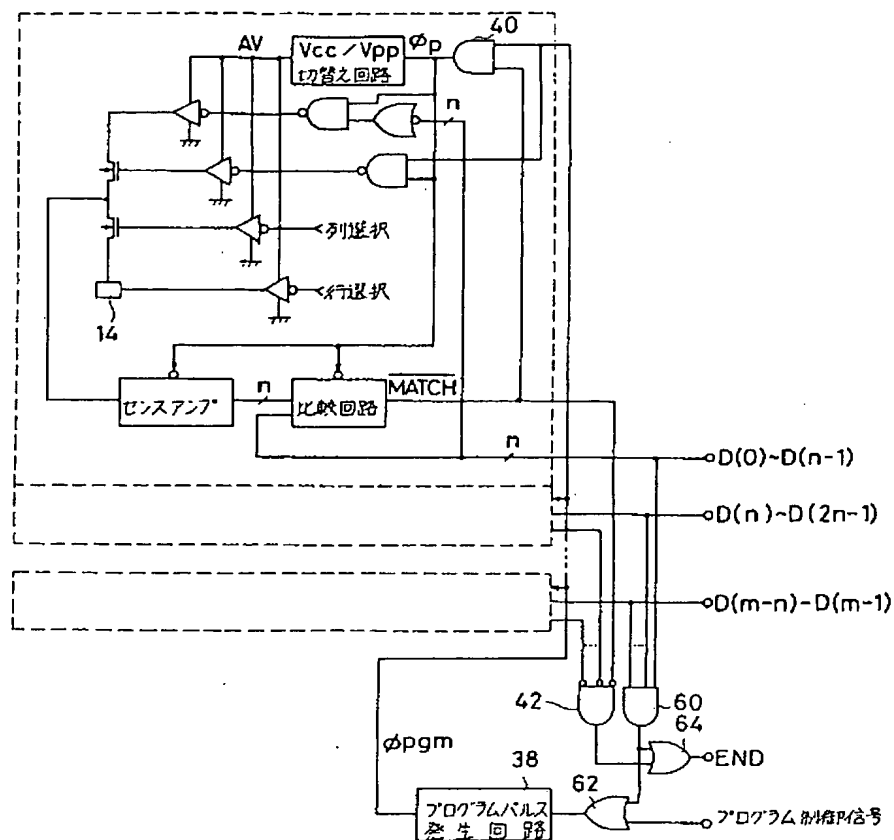 40
AV
Vcc/Vpp
切替え回路
φp
n
列選択
行選択
14
センスアンプ
n
比較回路
MATCH
n
D(0)~D(n-1)
D(n)~D(2n-1)
D(m-n)-D(m-1)
42
60
64
φpgm
END
38
62
プログラムパルス
発生回路
プログラム制御信号